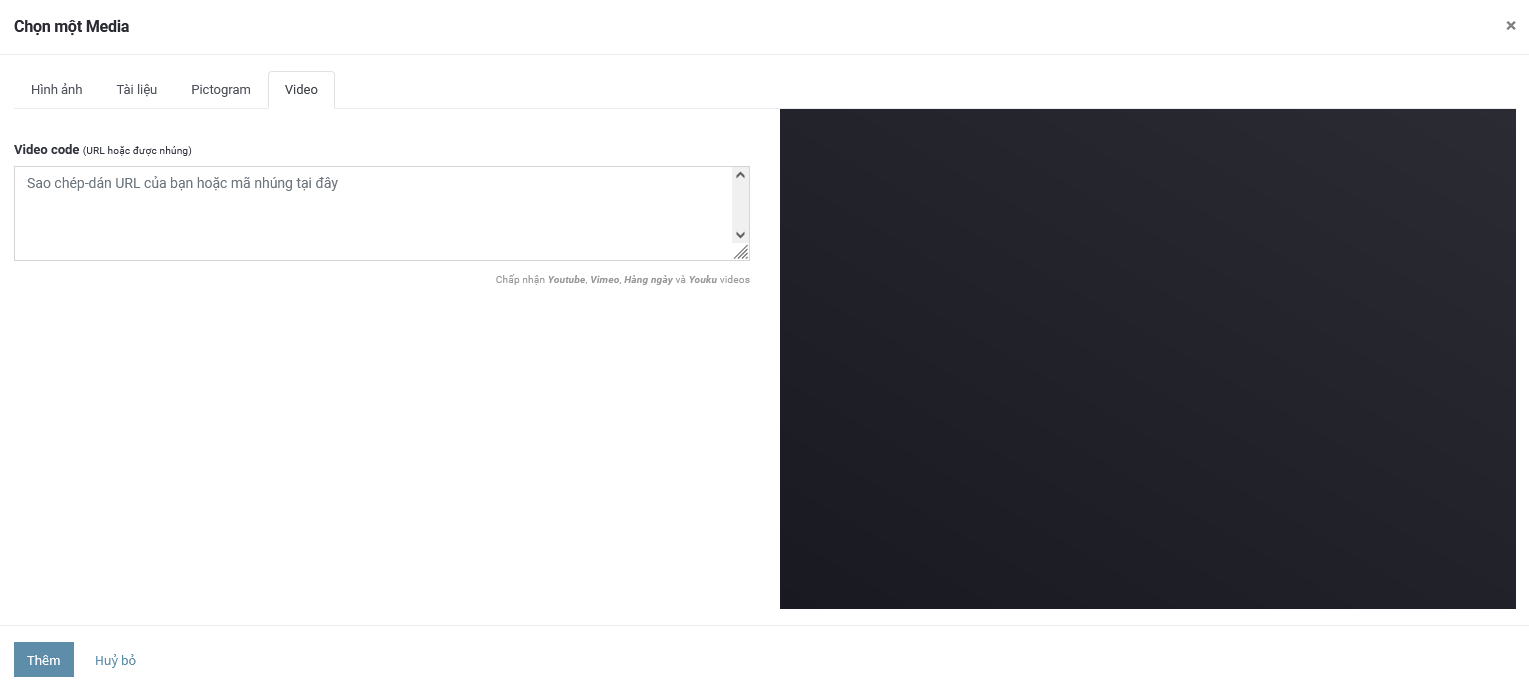 Chọn một Media
×
Hình ảnh Tài liệu Pictogram Video
Video code (URL hoặc được nhúng)
Sao chép-dán URL của bạn hoặc mã nhúng tại đây
Chấp nhận Youtube, Vimeo, Hàng ngày và Youku videos
Thêm Huỷ bỏ